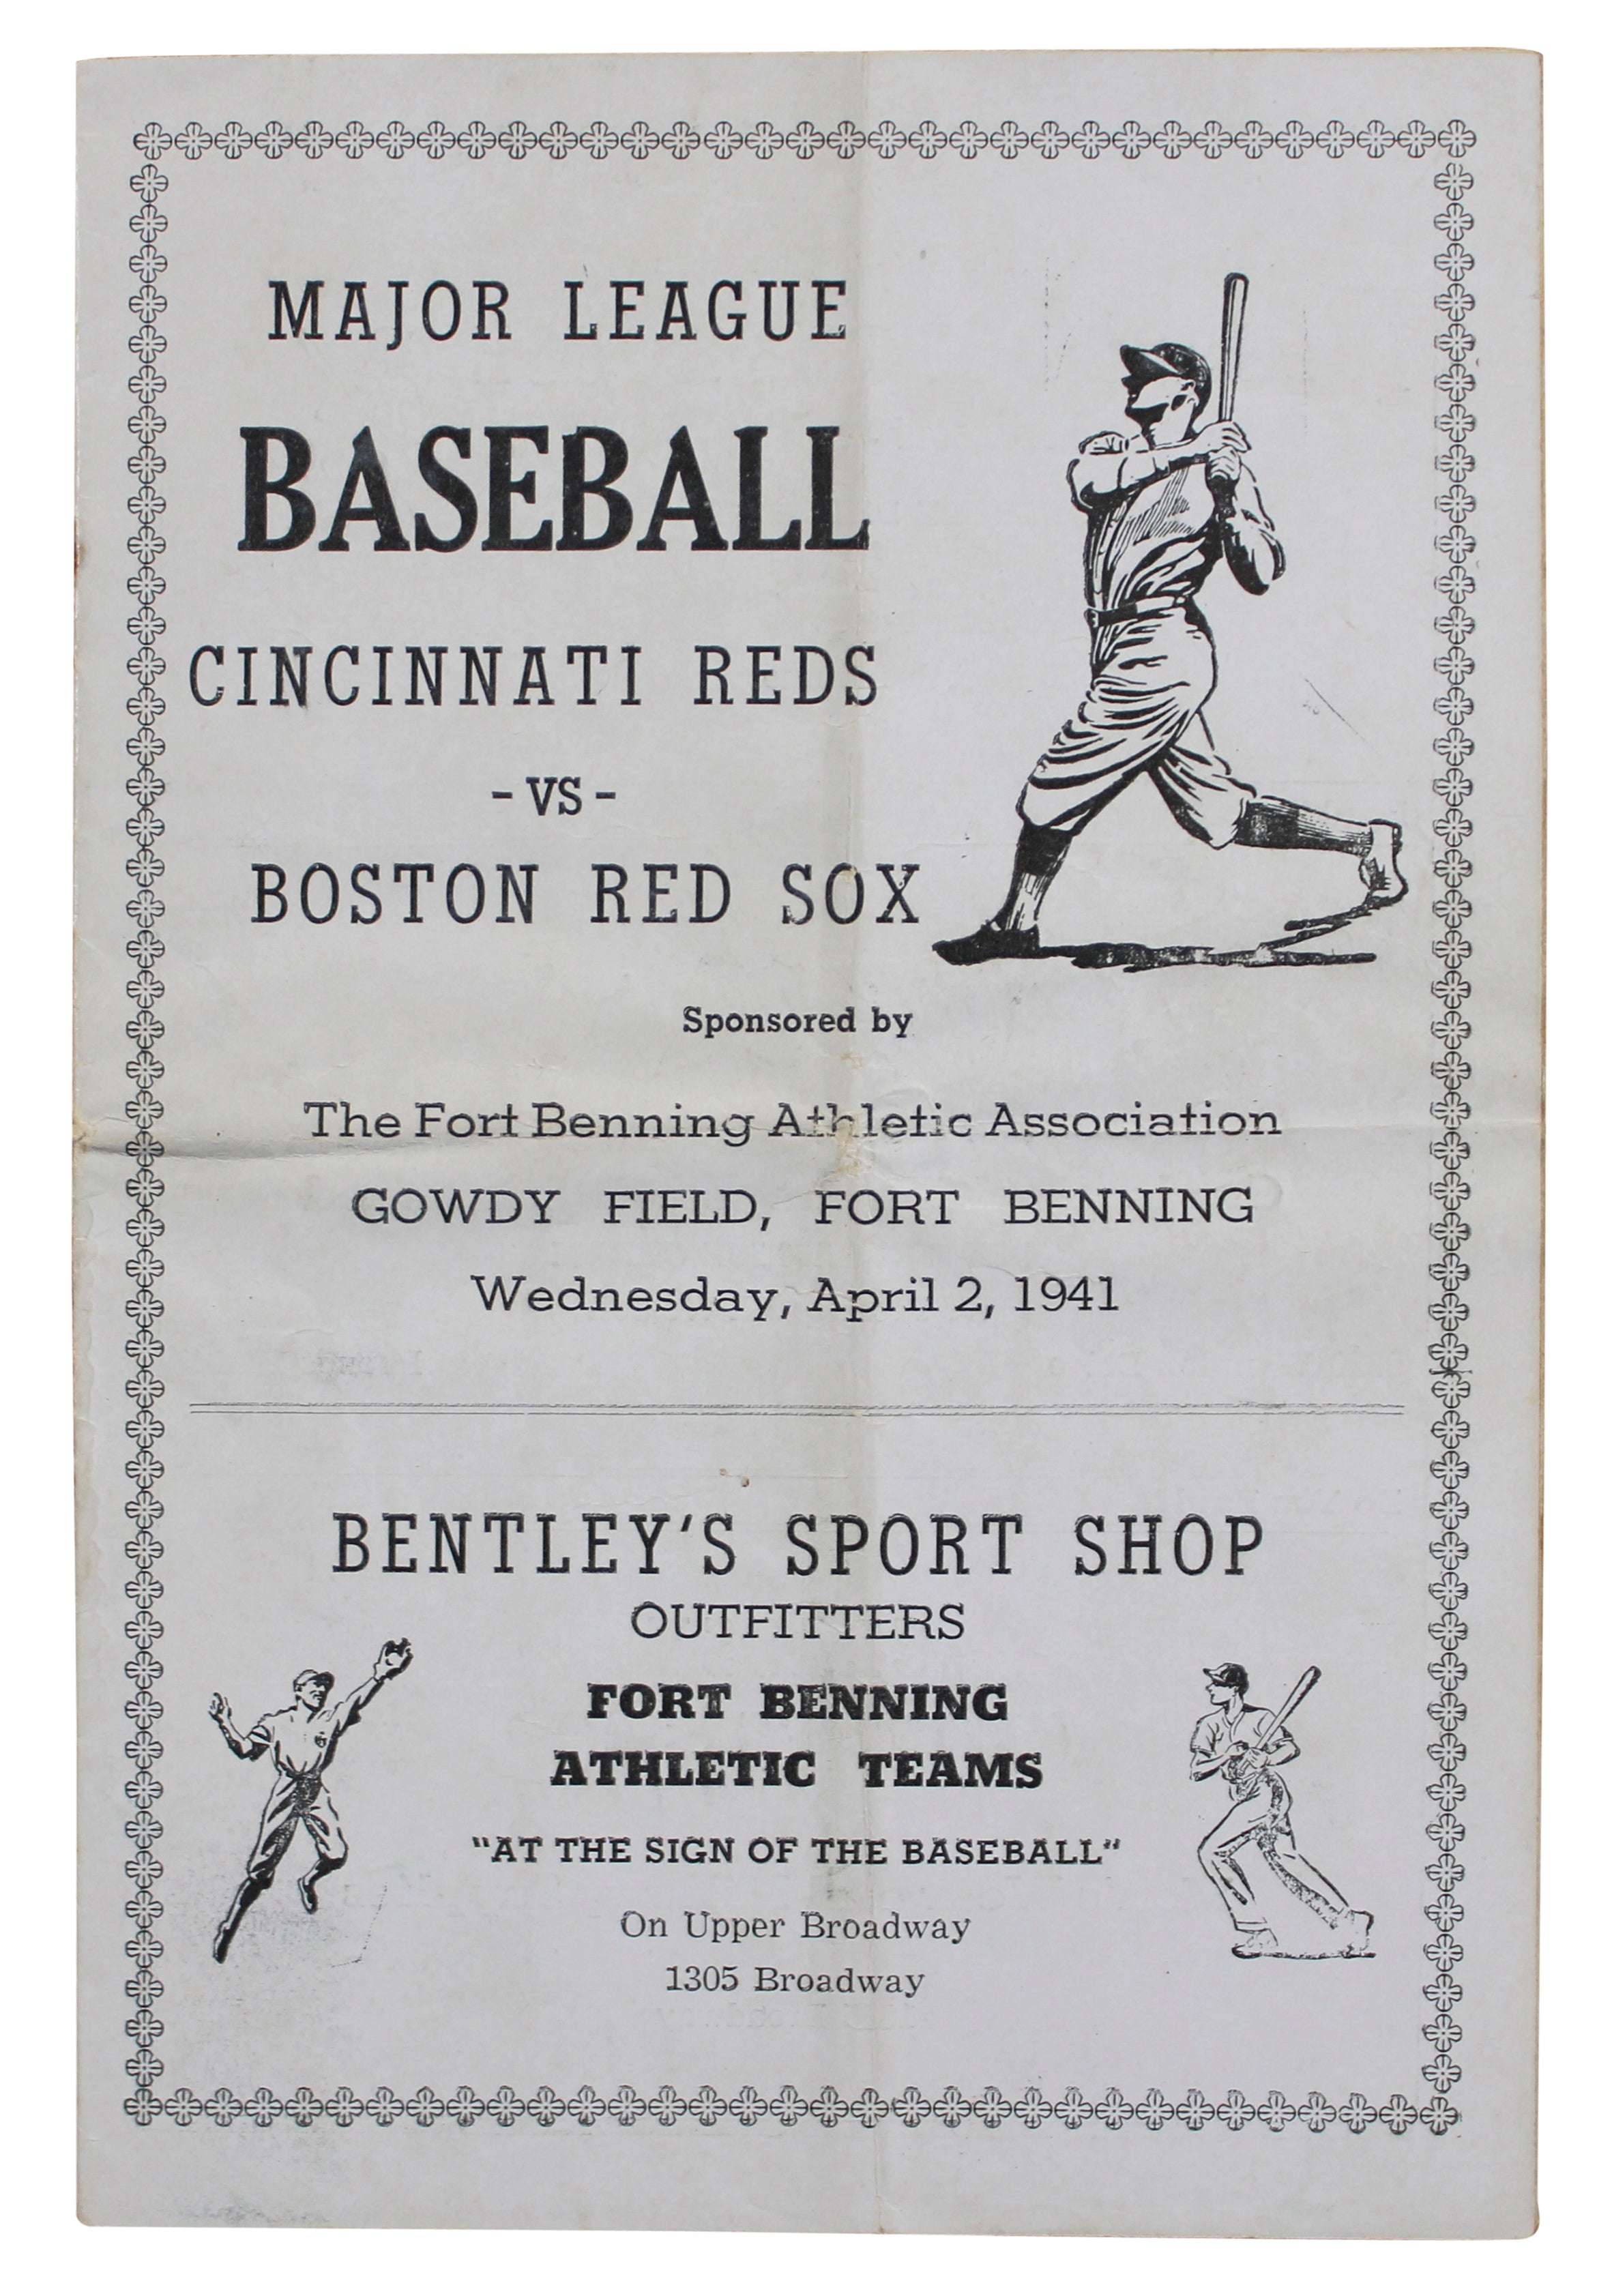 MAJOR LEAGUE
BASEBALL
CINCINNATI REDS
- VS -
BOSTON RED SOX
Sponsored by
The Fort Benning Athletic Association
GOWDY FIELD, FORT BENNING
Wednesday, April 2, 1941
BENTLEY'S SPORT SHOP
OUTFITTERS
FORT BENNING
ATHLETIC TEAMS
"AT THE SIGN OF THE BASEBALL"
On Upper Broadway
1305 Broadway